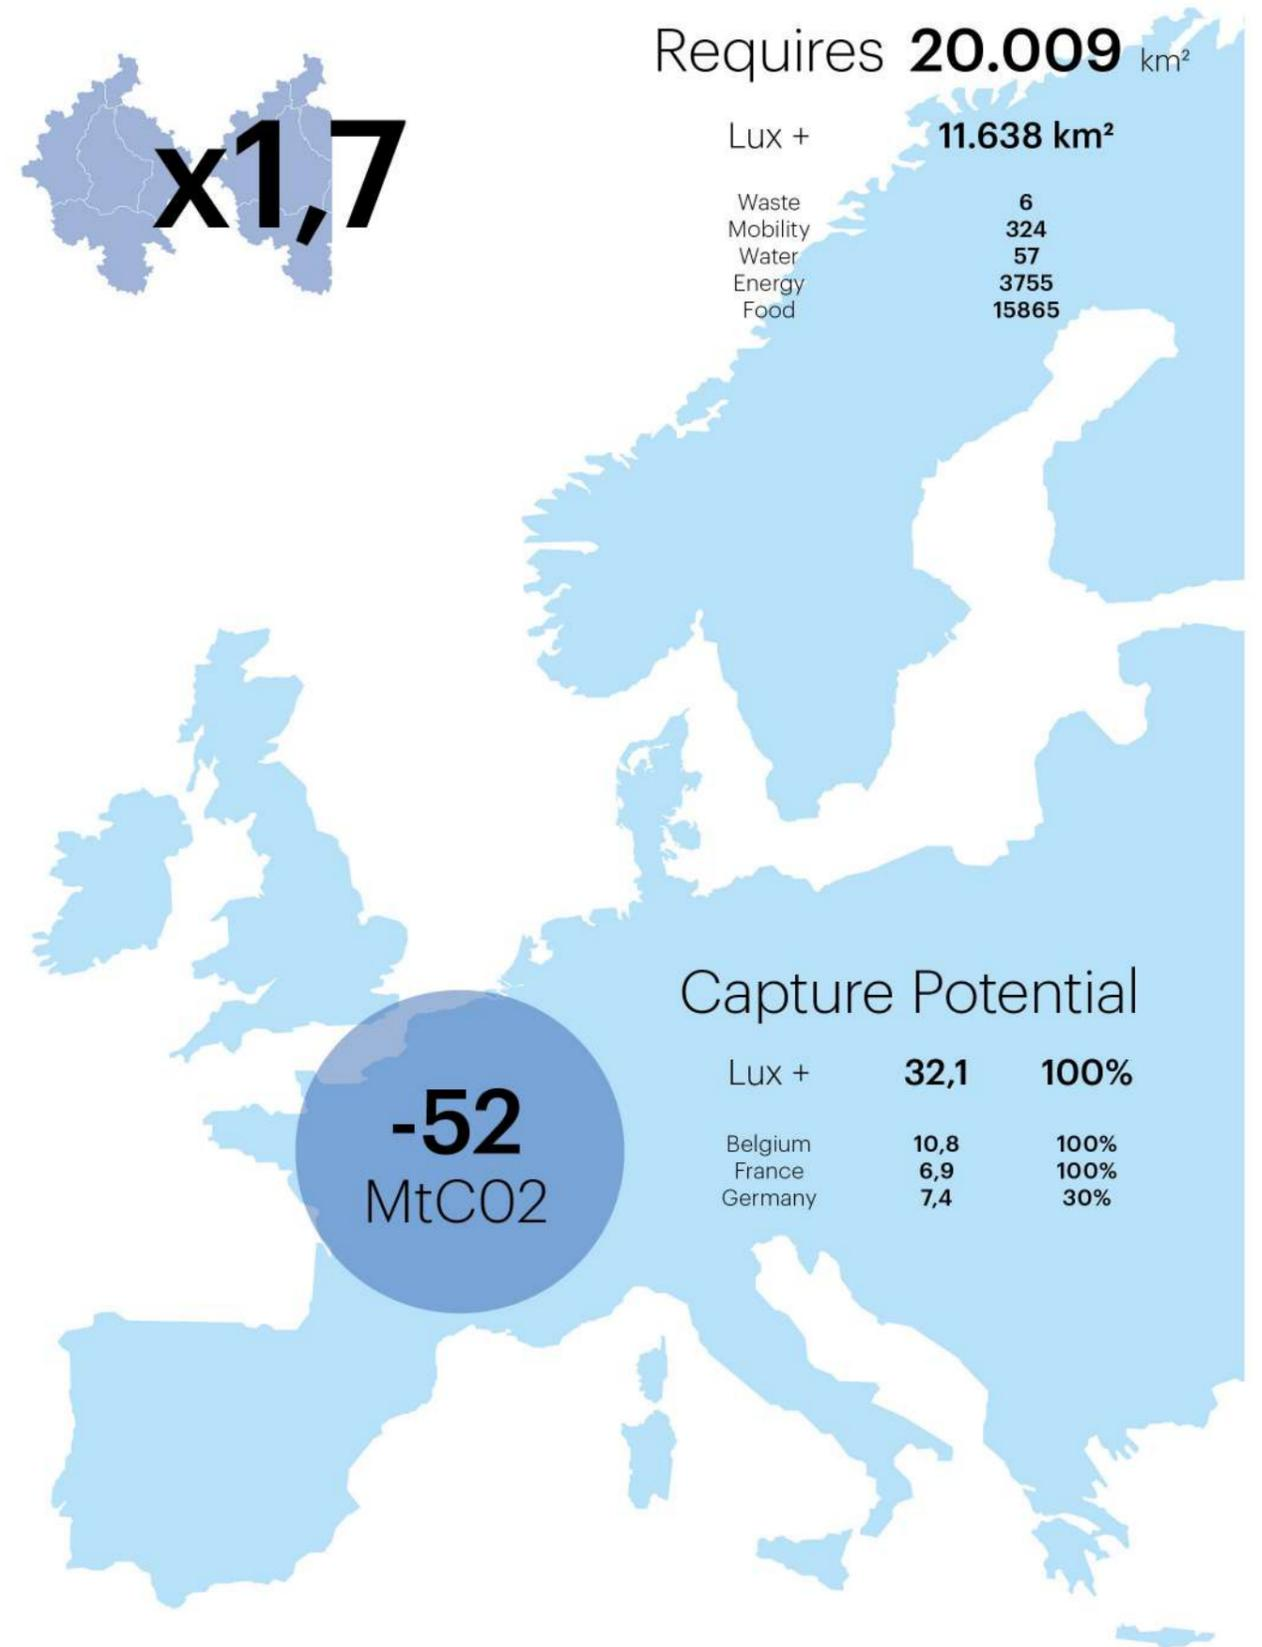 x1,7
Requires 20.009 km²
Lux + 11.638 km²
Waste 6
Mobility 324
Water 57
Energy 3755
Food 15865
Capture Potential
Lux + 32,1 100%
Belgium 10,8 100%
France 6,9 100%
Germany 7,4 30%
-52
MtC02